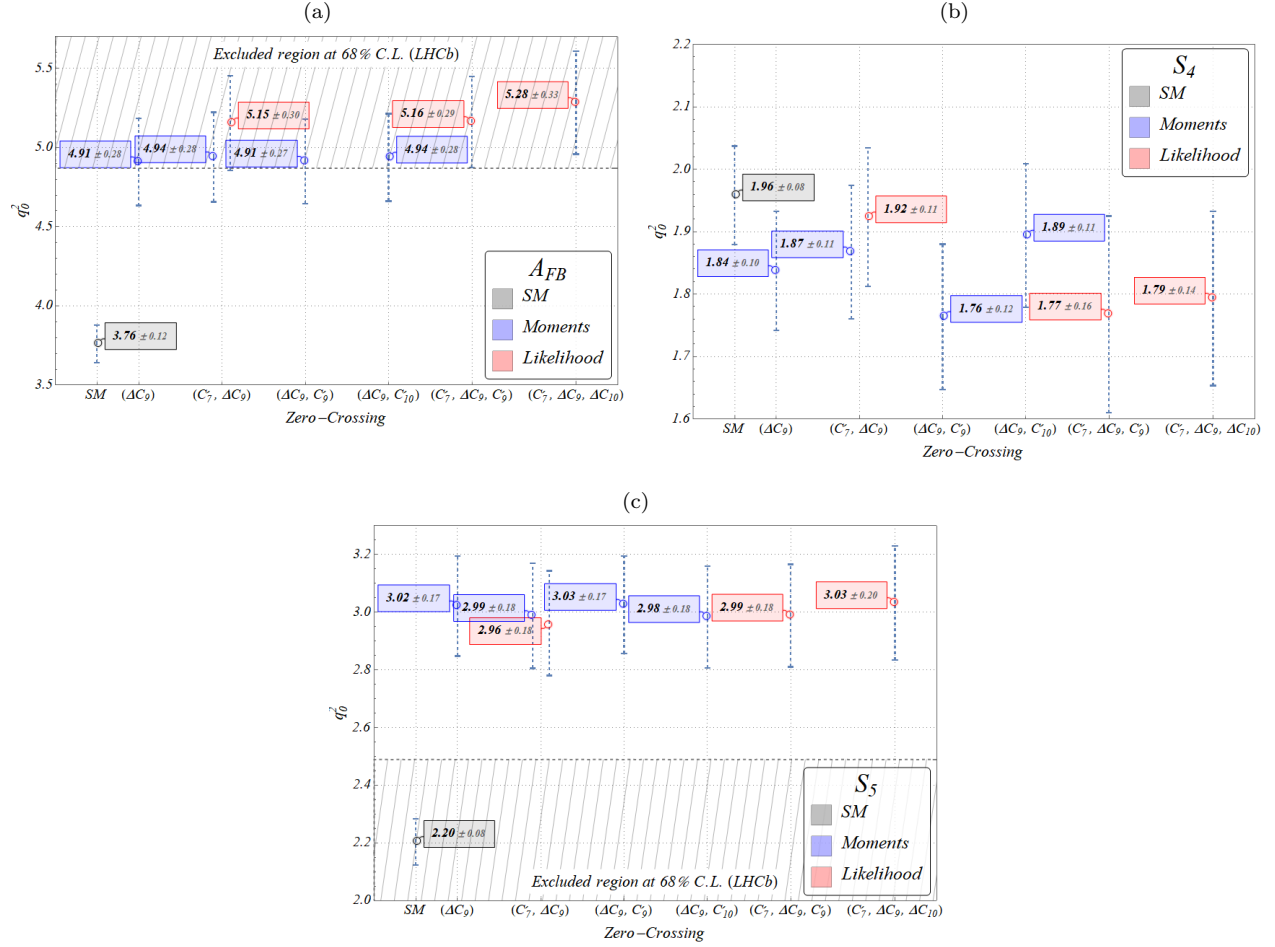 (a)
Excluded region at 68% C.L. (LHCb)
5.5
5.0
4.5
4.0
3.5
q₀²
4.91 ± 0.28
4.94 ± 0.28
5.15 ± 0.30
4.91 ± 0.27
5.16 ± 0.29
4.94 ± 0.28
5.28 ± 0.33
3.76 ± 0.12
A_FB
SM
Moments
Likelihood
SM (ΔC₉) (C₇, ΔC₉) (ΔC₉, C₉′) (ΔC₉, C₁₀′) (C₇, ΔC₉, C₉′) (C₇, ΔC₉, ΔC₁₀)
Zero-Crossing
(b)
2.2
2.1
2.0
1.9
1.8
1.7
1.6
q₀²
1.96 ± 0.08
1.84 ± 0.10
1.87 ± 0.11
1.92 ± 0.11
1.76 ± 0.12
1.89 ± 0.11
1.77 ± 0.16
1.79 ± 0.14
S₄
SM
Moments
Likelihood
SM (ΔC₉) (C₇, ΔC₉) (ΔC₉, C₉′) (ΔC₉, C₁₀′) (C₇, ΔC₉, C₉′) (C₇, ΔC₉, ΔC₁₀)
Zero-Crossing
(c)
3.2
3.0
2.8
2.6
2.4
2.2
2.0
q₀²
3.02 ± 0.17
2.99 ± 0.18
2.96 ± 0.18
3.03 ± 0.17
2.98 ± 0.18
2.99 ± 0.18
3.03 ± 0.20
2.20 ± 0.08
S₅
SM
Moments
Likelihood
Excluded region at 68% C.L. (LHCb)
SM (ΔC₉) (C₇, ΔC₉) (ΔC₉, C₉′) (ΔC₉, C₁₀′) (C₇, ΔC₉, C₉′) (C₇, ΔC₉, ΔC₁₀)
Zero-Crossing